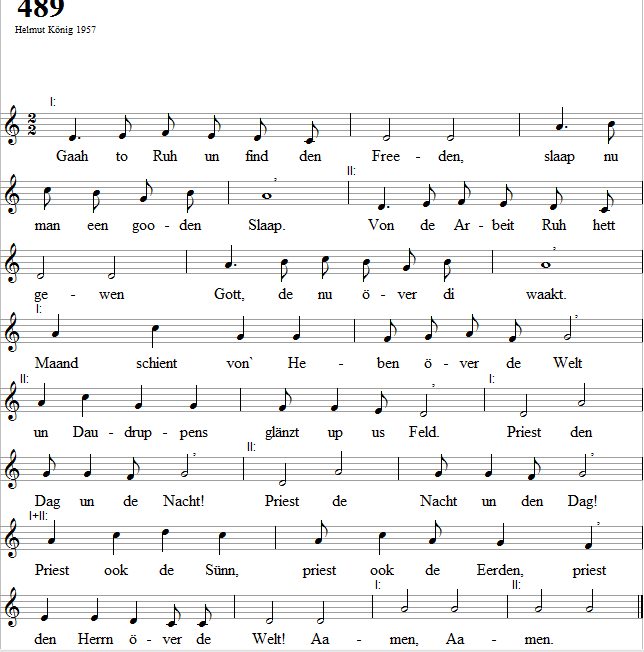 489
Helmut König 1957
I:
Gaah to Ruh un find den Free - den, slaap nu
II:
man een goo - den Slaap. Von de Ar - beit Ruh hett
ge - wen Gott, de nu ö - ver di waakt.
I:
Maand schient von` He - ben ö - ver de Welt
II: I:
un Dau - drup - pens glänzt up us Feld. Priest den
II:
Dag un de Nacht! Priest de Nacht un den Dag!
I+II:
Priest ook de Sünn, priest ook de Eerden, priest
I: II:
den Herrn ö - ver de Welt! Aa - men, Aa - men.